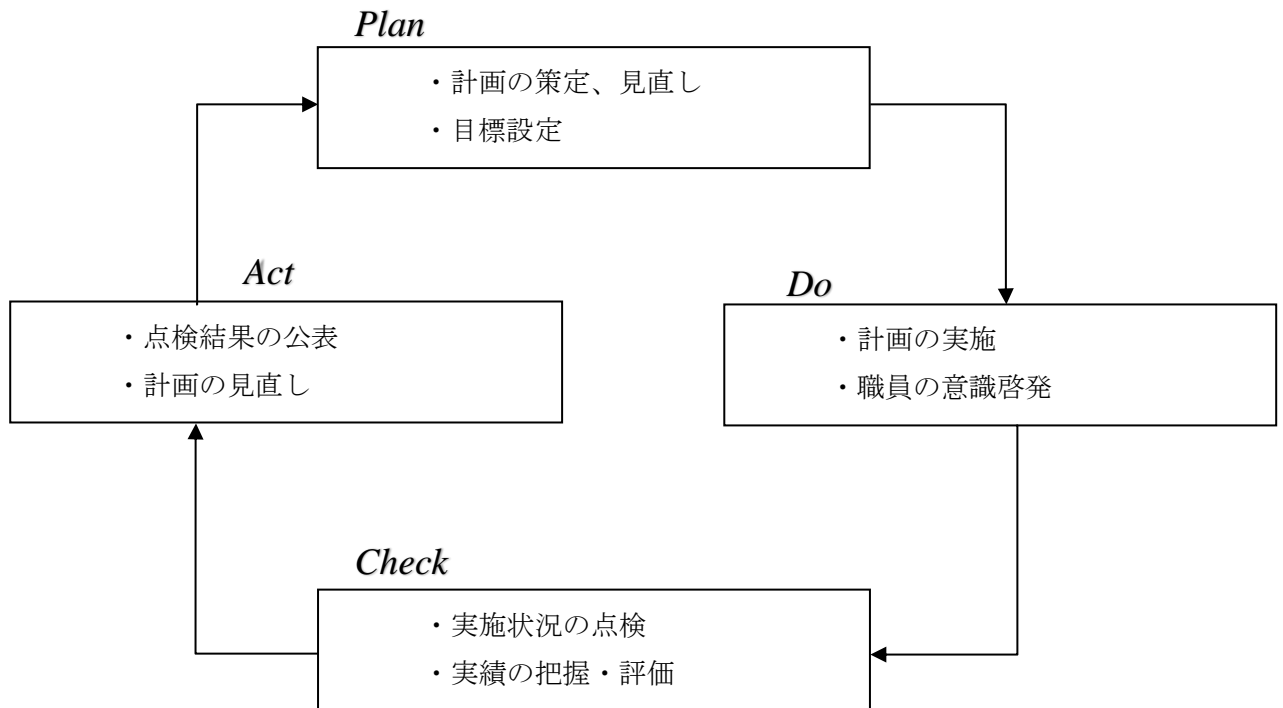 Plan
・計画の策定、見直し
・目標設定
Act
・点検結果の公表
・計画の見直し
Do
・計画の実施
・職員の意識啓発
Check
・実施状況の点検
・実績の把握・評価